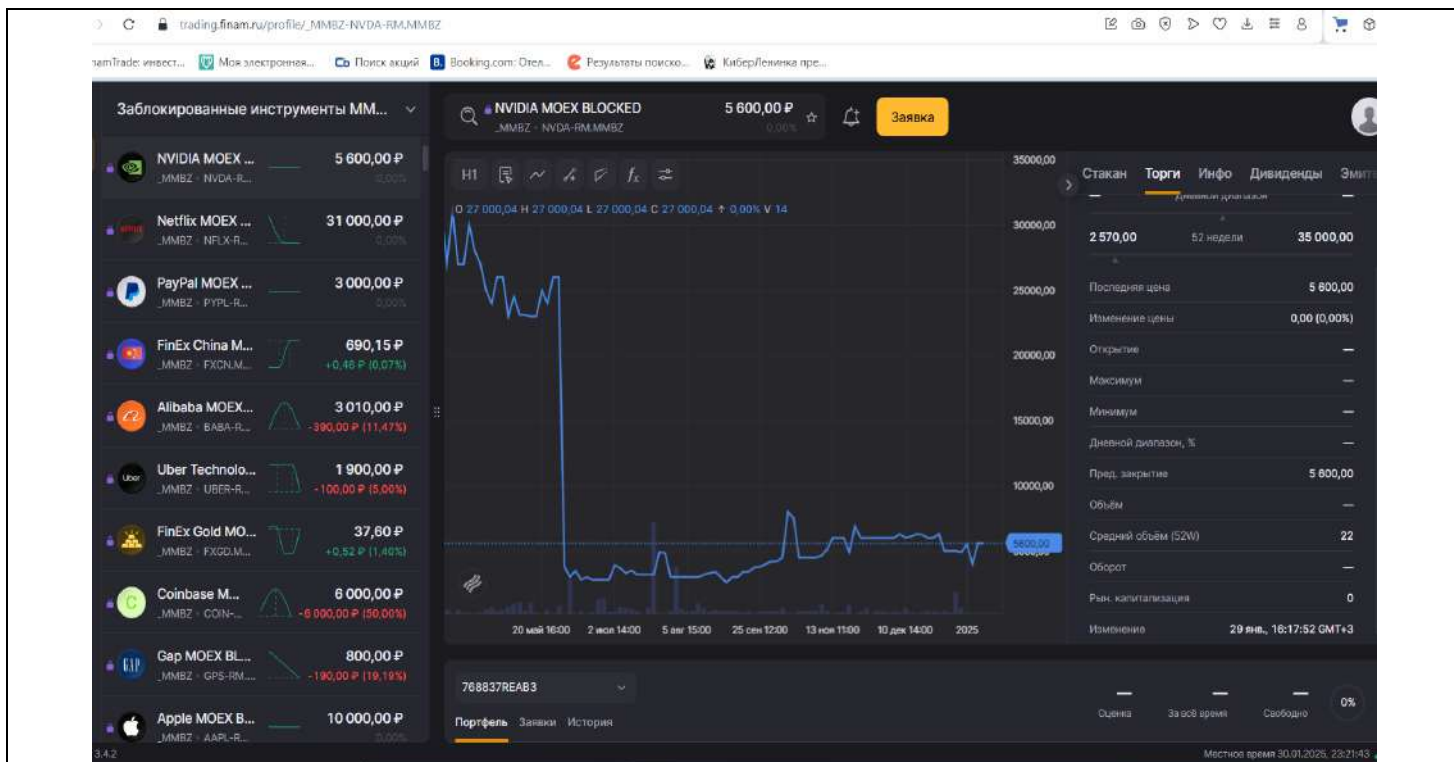 trading.finam.ru/profile/_MMBZ-NVDA-RM.MMBZ
namTrade: инвест... Моя электронная... Поиск акций Booking.com: Отел... Результаты поиско... КиберЛенинка пре...
Заблокированные инструменты MM...
NVIDIA MOEX ... 5 600,00 ₽
_MMBZ · NVDA-R... 0,00%
Netflix MOEX ... 31 000,00 ₽
_MMBZ · NFLX-R... 0,00%
PayPal MOEX ... 3 000,00 ₽
_MMBZ · PYPL-R... 0,00%
FinEx China M... 690,15 ₽
_MMBZ · FXCN.M... +0,48 ₽ (0,07%)
Alibaba MOEX... 3 010,00 ₽
_MMBZ · BABA-R... -390,00 ₽ (11,47%)
Uber Technolo... 1 900,00 ₽
_MMBZ · UBER-R... -100,00 ₽ (5,00%)
FinEx Gold MO... 37,60 ₽
_MMBZ · FXGD.M... +0,52 ₽ (1,40%)
Coinbase M... 6 000,00 ₽
_MMBZ · COIN-... -6 000,00 ₽ (50,00%)
Gap MOEX BL... 800,00 ₽
_MMBZ · GPS-RM.... -190,00 ₽ (19,19%)
Apple MOEX B... 10 000,00 ₽
_MMBZ · AAPL-R... 0,00%
3.4.2
NVIDIA MOEX BLOCKED 5 600,00 ₽
_MMBZ · NVDA-RM.MMBZ 0,00%
Заявка
H1
O 27 000,04 H 27 000,04 L 27 000,04 C 27 000,04 ↑ 0,00% V 14
35000,00
30000,00
25000,00
20000,00
15000,00
10000,00
5600,00
20 май 16:00 2 июл 14:00 5 авг 15:00 25 сен 12:00 13 ноя 11:00 10 дек 14:00 2025
Стакан Торги Инфо Дивиденды Эмит
— Дневной диапазон —
2 570,00 52 недели 35 000,00
Последняя цена 5 600,00
Изменение цены 0,00 (0,00%)
Открытие —
Максимум —
Минимум —
Дневной диапазон, % —
Пред. закрытие 5 600,00
Объём —
Средний объём (52W) 22
Оборот —
Рын. капитализация 0
Изменение 29 янв., 16:17:52 GMT+3
768837REAB3
Портфель Заявки История
— — — 0%
Оценка За всё время Свободно
Местное время 30.01.2025, 23:21:43